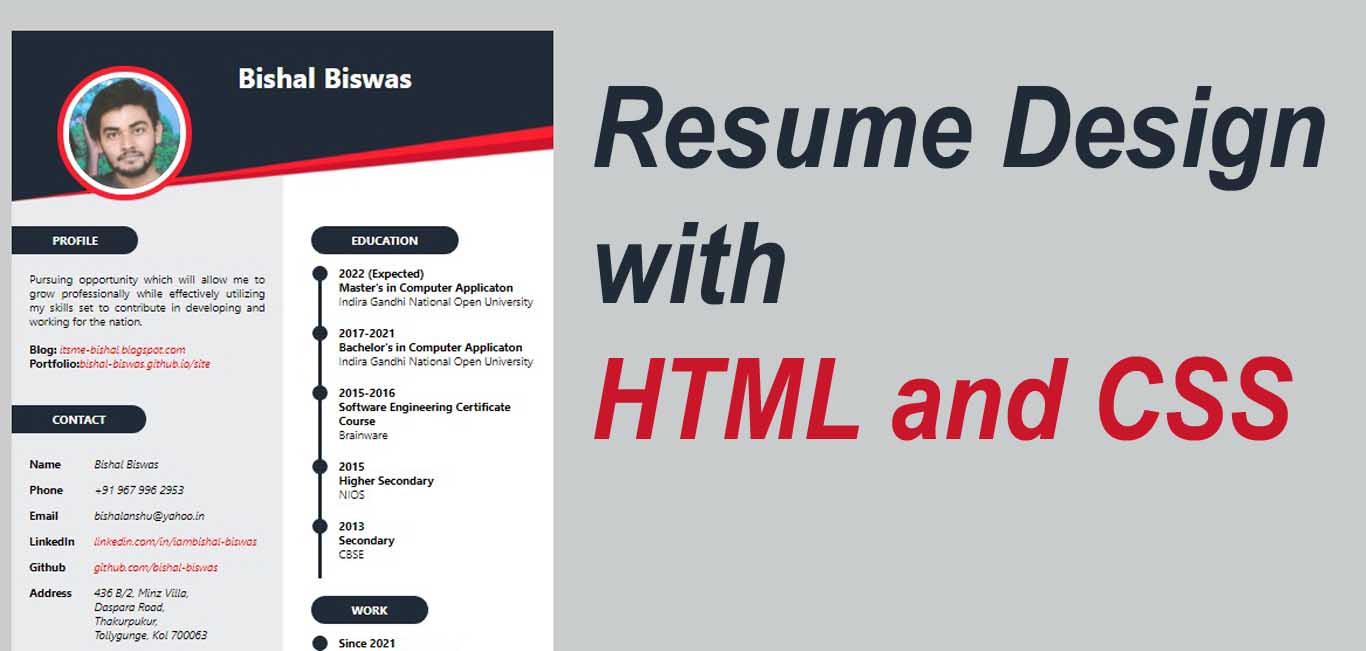 Bishal Biswas
PROFILE
Pursuing opportunity which will allow me to
grow professionally while effectively utilizing
my skills set to contribute in developing and
working for the nation.
Blog: itsme-bishal.blogspot.com
Portfolio:bishal-biswas.github.io/site
CONTACT
Name Bishal Biswas
Phone +91 967 996 2953
Email bishalanshu@yahoo.in
LinkedIn linkedin.com/in/iambishal-biswas
Github github.com/bishal-biswas
Address 436 B/2, Minz Villa,
Daspara Road,
Thakurpukur,
Tollygunge, Kol 700063
EDUCATION
2022 (Expected)
Master's in Computer Applicaton
Indira Gandhi National Open University
2017-2021
Bachelor's in Computer Applicaton
Indira Gandhi National Open University
2015-2016
Software Engineering Certificate
Course
Brainware
2015
Higher Secondary
NIOS
2013
Secondary
CBSE
WORK
Since 2021
Resume Design
with
HTML and CSS